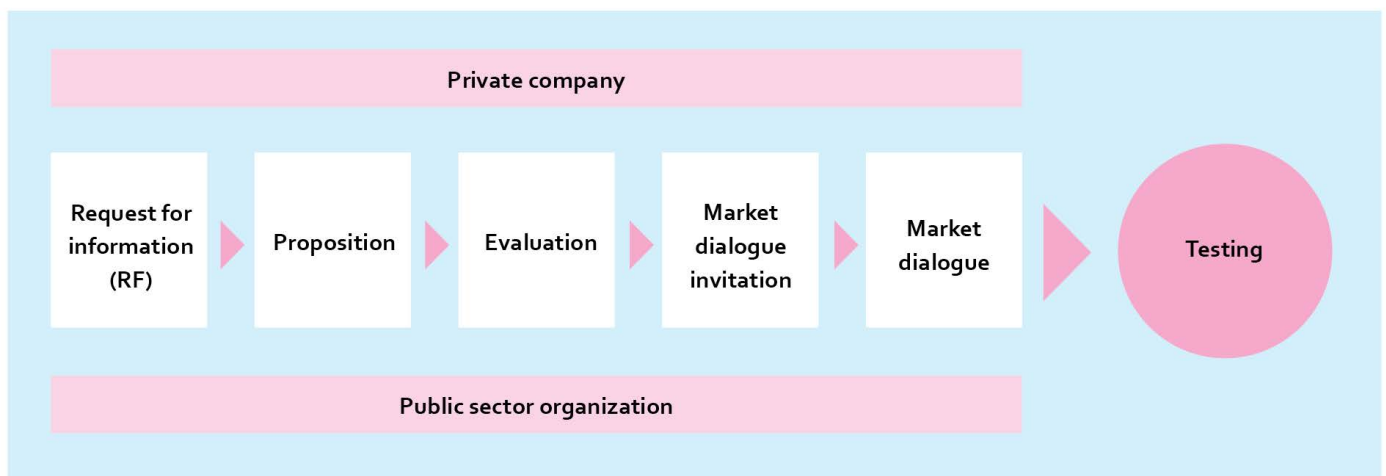 Private company
Request for
information
(RF)
Proposition
Evaluation
Market
dialogue
invitation
Market
dialogue
Testing
Public sector organization